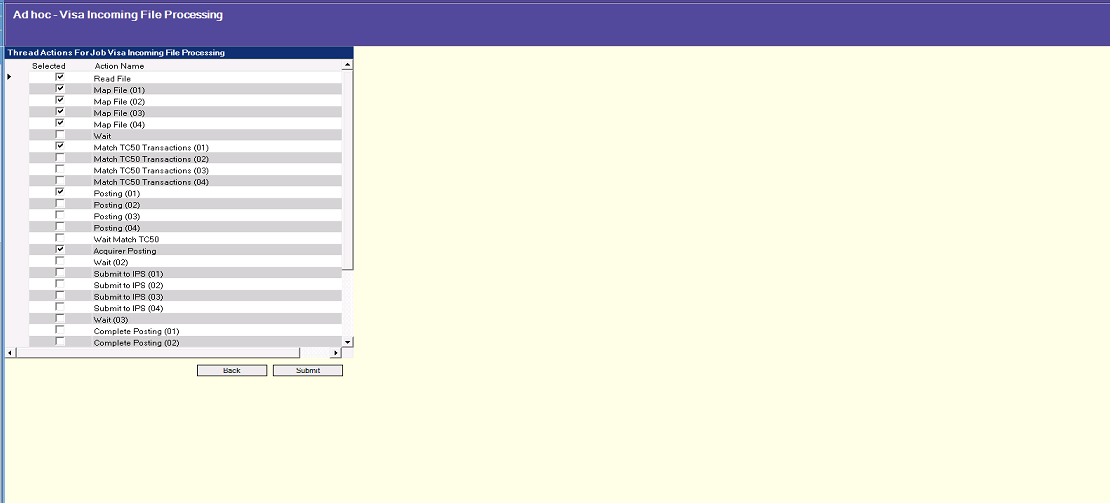 Ad hoc - Visa Incoming File Processing
Thread Actions For Job Visa Incoming File Processing
Selected Action Name
Read File
Map File (01)
Map File (02)
Map File (03)
Map File (04)
Wait
Match TC50 Transactions (01)
Match TC50 Transactions (02)
Match TC50 Transactions (03)
Match TC50 Transactions (04)
Posting (01)
Posting (02)
Posting (03)
Posting (04)
Wait Match TC50
Acquirer Posting
Wait (02)
Submit to IPS (01)
Submit to IPS (02)
Submit to IPS (03)
Submit to IPS (04)
Wait (03)
Complete Posting (01)
Complete Posting (02)
Back Submit